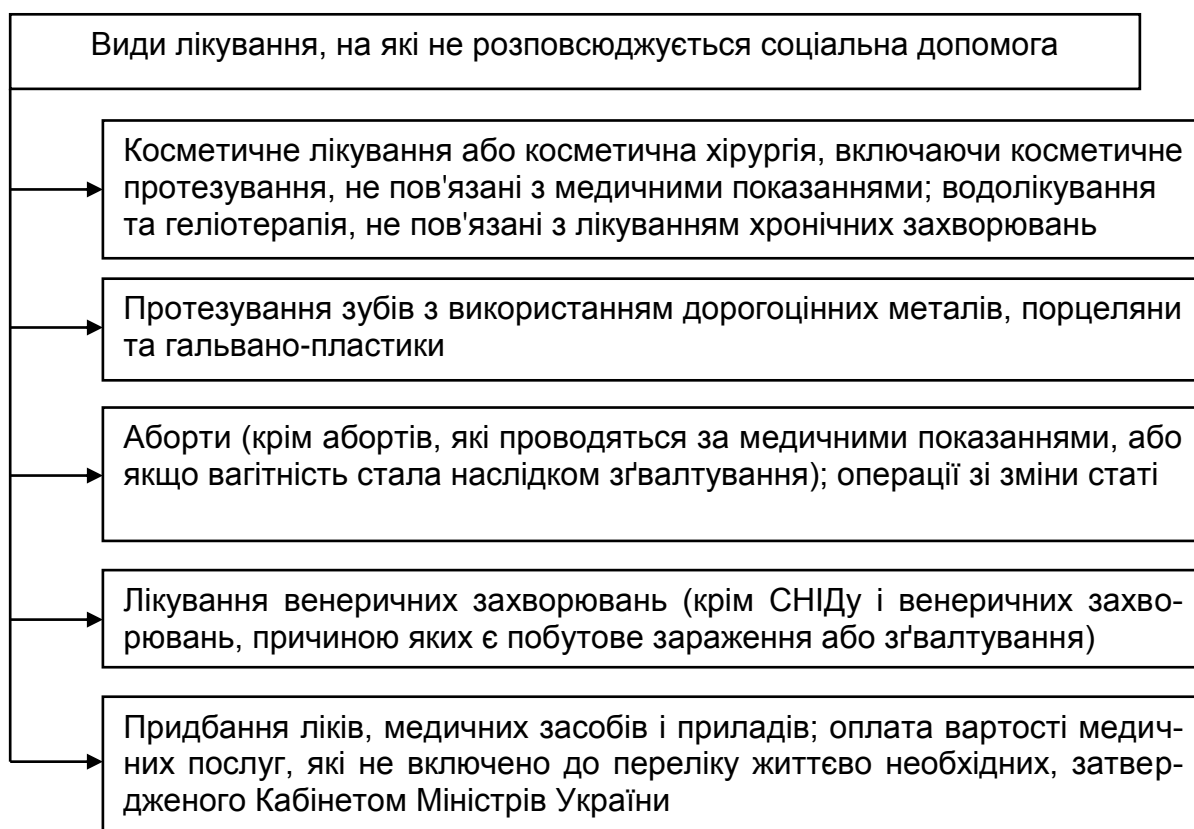 Види лікування, на які не розповсюджується соціальна допомога
Косметичне лікування або косметична хірургія, включаючи косметичне
протезування, не пов'язані з медичними показаннями; водолікування
та геліотерапія, не пов'язані з лікуванням хронічних захворювань
Протезування зубів з використанням дорогоцінних металів, порцеляни
та гальвано-пластики
Аборти (крім абортів, які проводяться за медичними показаннями, або
якщо вагітність стала наслідком зґвалтування); операції зі зміни статі
Лікування венеричних захворювань (крім СНІДу і венеричних захво-
рювань, причиною яких є побутове зараження або зґвалтування)
Придбання ліків, медичних засобів і приладів; оплата вартості медич-
них послуг, які не включено до переліку життєво необхідних, затвер-
дженого Кабінетом Міністрів України